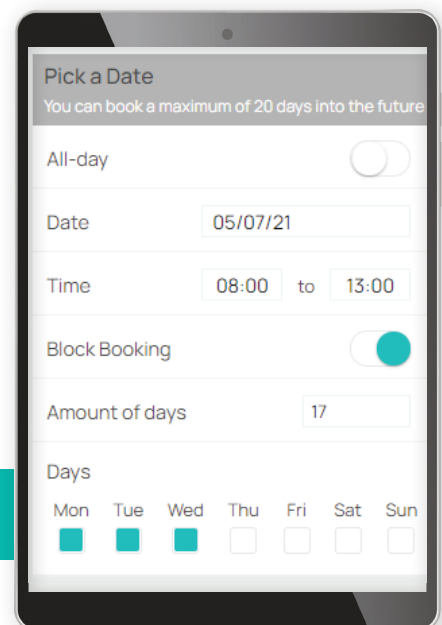 Pick a Date
You can book a maximum of 20 days into the future
All-day
Date 05/07/21
Time 08:00 to 13:00
Block Booking
Amount of days 17
Days
Mon Tue Wed Thu Fri Sat Sun